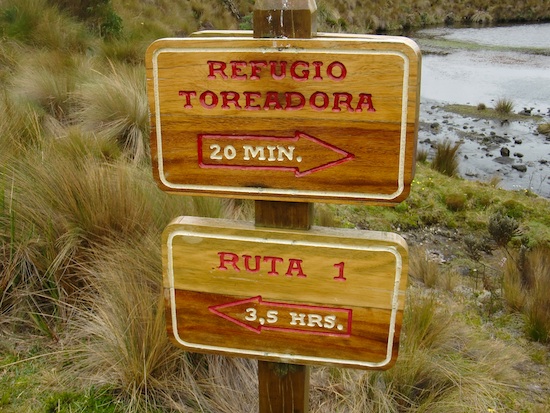 REFUGIO
TOREADORA
20 MIN.
RUTA 1
3,5 HRS.